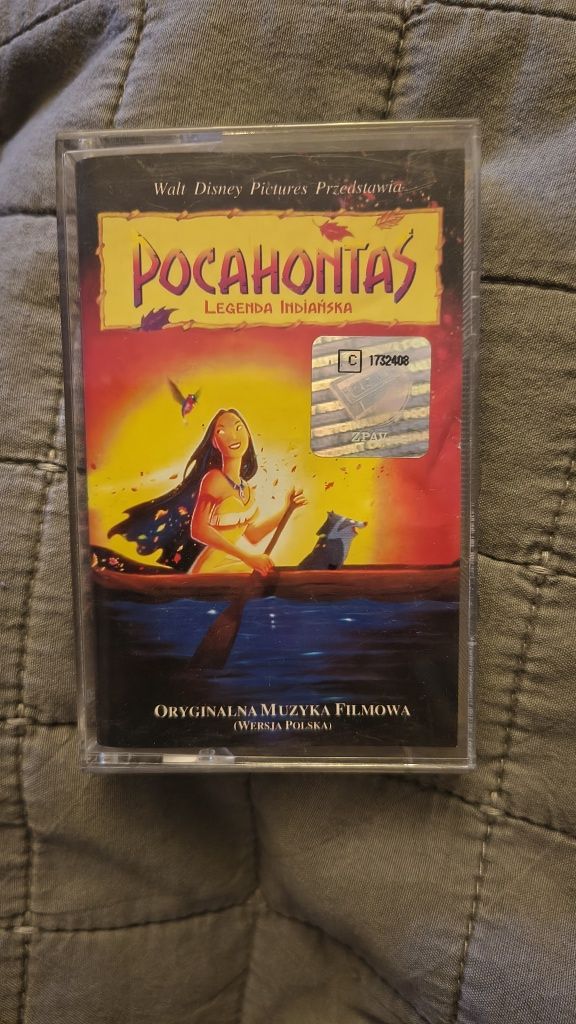 Walt Disney Pictures Przedstawia
POCAHONTAS
LEGENDA INDIAŃSKA
C 1732408
ZPAV
ORYGINALNA MUZYKA FILMOWA
(WERSJA POLSKA)